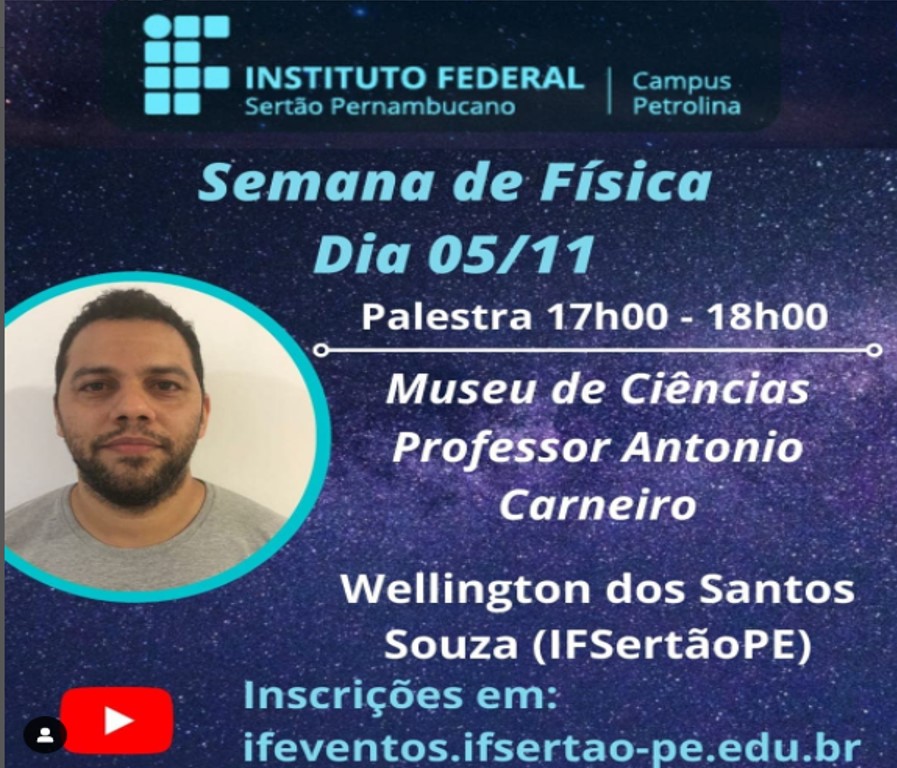 INSTITUTO FEDERAL
Sertão Pernambucano
Campus
Petrolina
Semana de Física
Dia 05/11
Palestra 17h00 - 18h00
Museu de Ciências
Professor Antonio
Carneiro
Wellington dos Santos
Souza (IFSertãoPE)
Inscrições em:
ifeventos.ifsertao-pe.edu.br